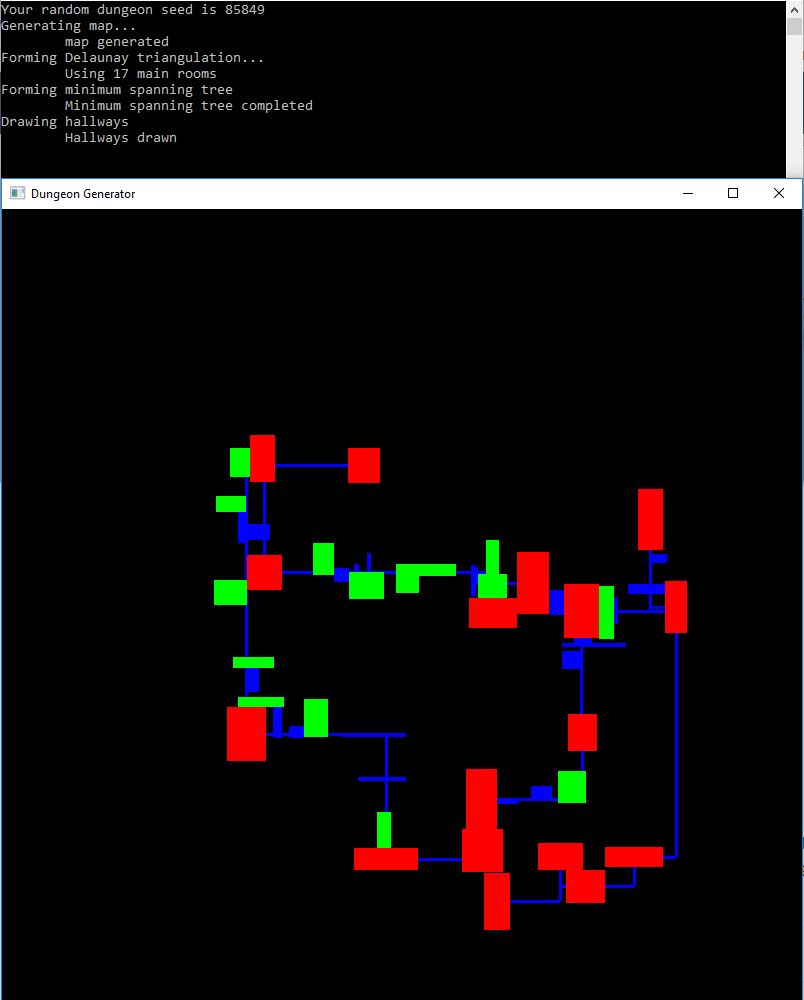 Your random dungeon seed is 85849
Generating map...
        map generated
Forming Delaunay triangulation...
        Using 17 main rooms
Forming minimum spanning tree
        Minimum spanning tree completed
Drawing hallways
        Hallways drawn
Dungeon Generator